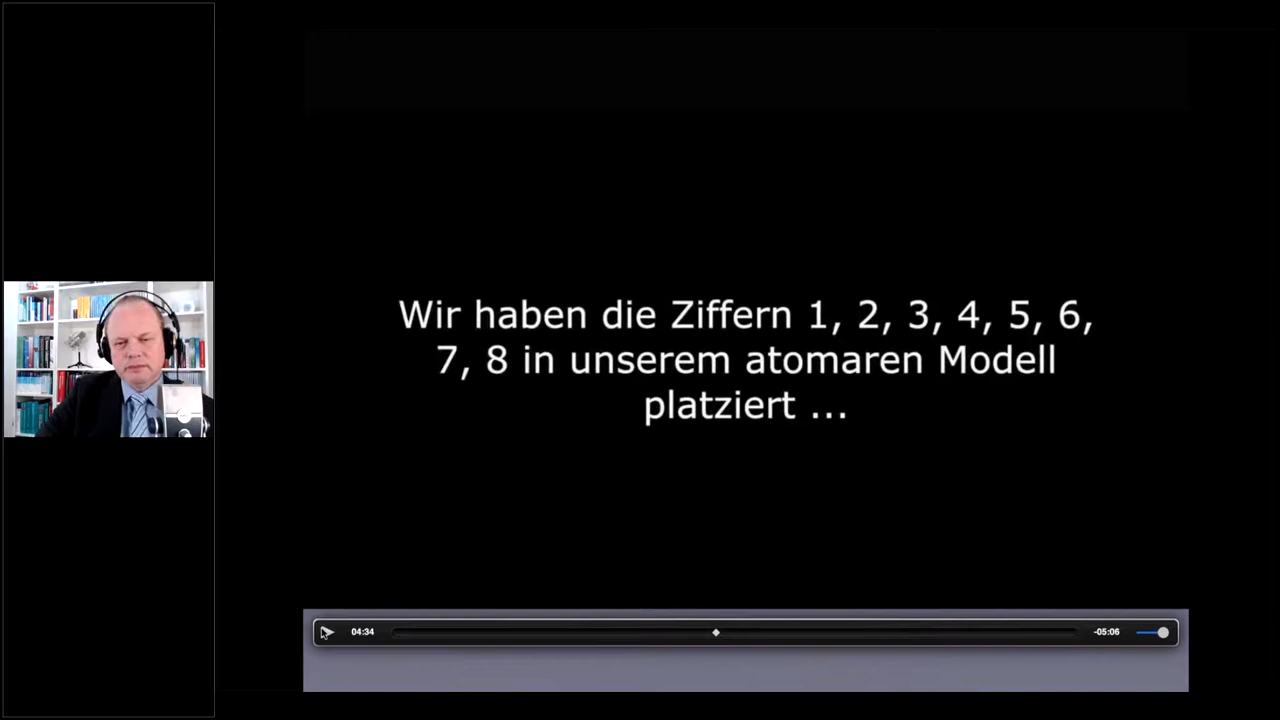 Wir haben die Ziffern 1, 2, 3, 4, 5, 6,
7, 8 in unserem atomaren Modell
platziert ...
04:34
-05:06